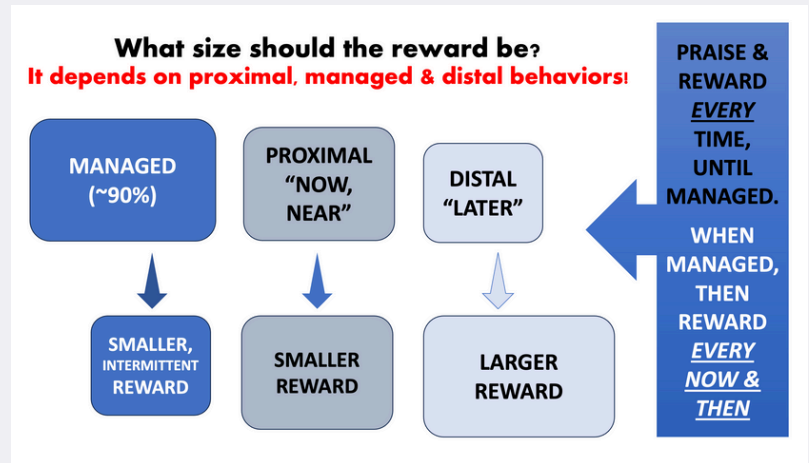 What size should the reward be?
It depends on proximal, managed & distal behaviors!
MANAGED
(~90%)
PROXIMAL
“NOW,
NEAR”
DISTAL
“LATER”
SMALLER,
INTERMITTENT
REWARD
SMALLER
REWARD
LARGER
REWARD
PRAISE &
REWARD
EVERY
TIME,
UNTIL
MANAGED.
WHEN
MANAGED,
THEN
REWARD
EVERY
NOW &
THEN